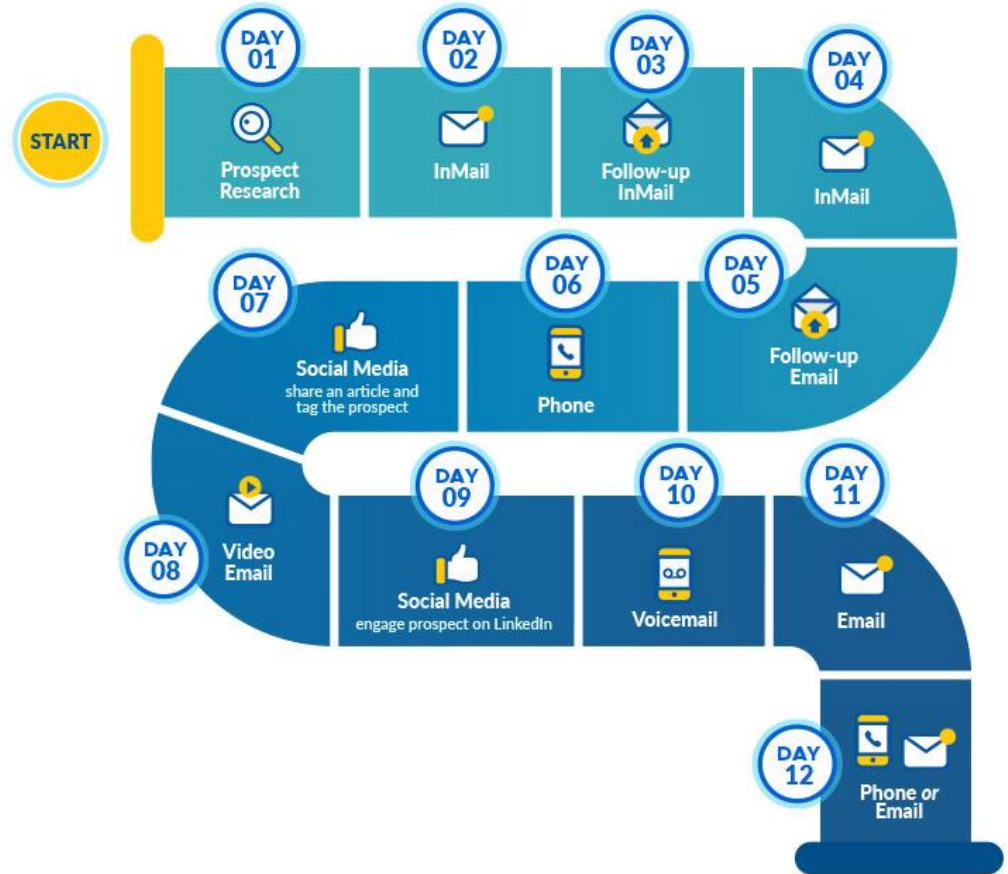 START
DAY
01
Prospect
Research
DAY
02
InMail
DAY
03
Follow-up
InMail
DAY
04
InMail
DAY
05
Follow-up
Email
DAY
06
Phone
DAY
07
Social Media
share an article and
tag the prospect
DAY
08
Video
Email
DAY
09
Social Media
engage prospect on LinkedIn
DAY
10
Voicemail
DAY
11
Email
DAY
12
Phone or
Email